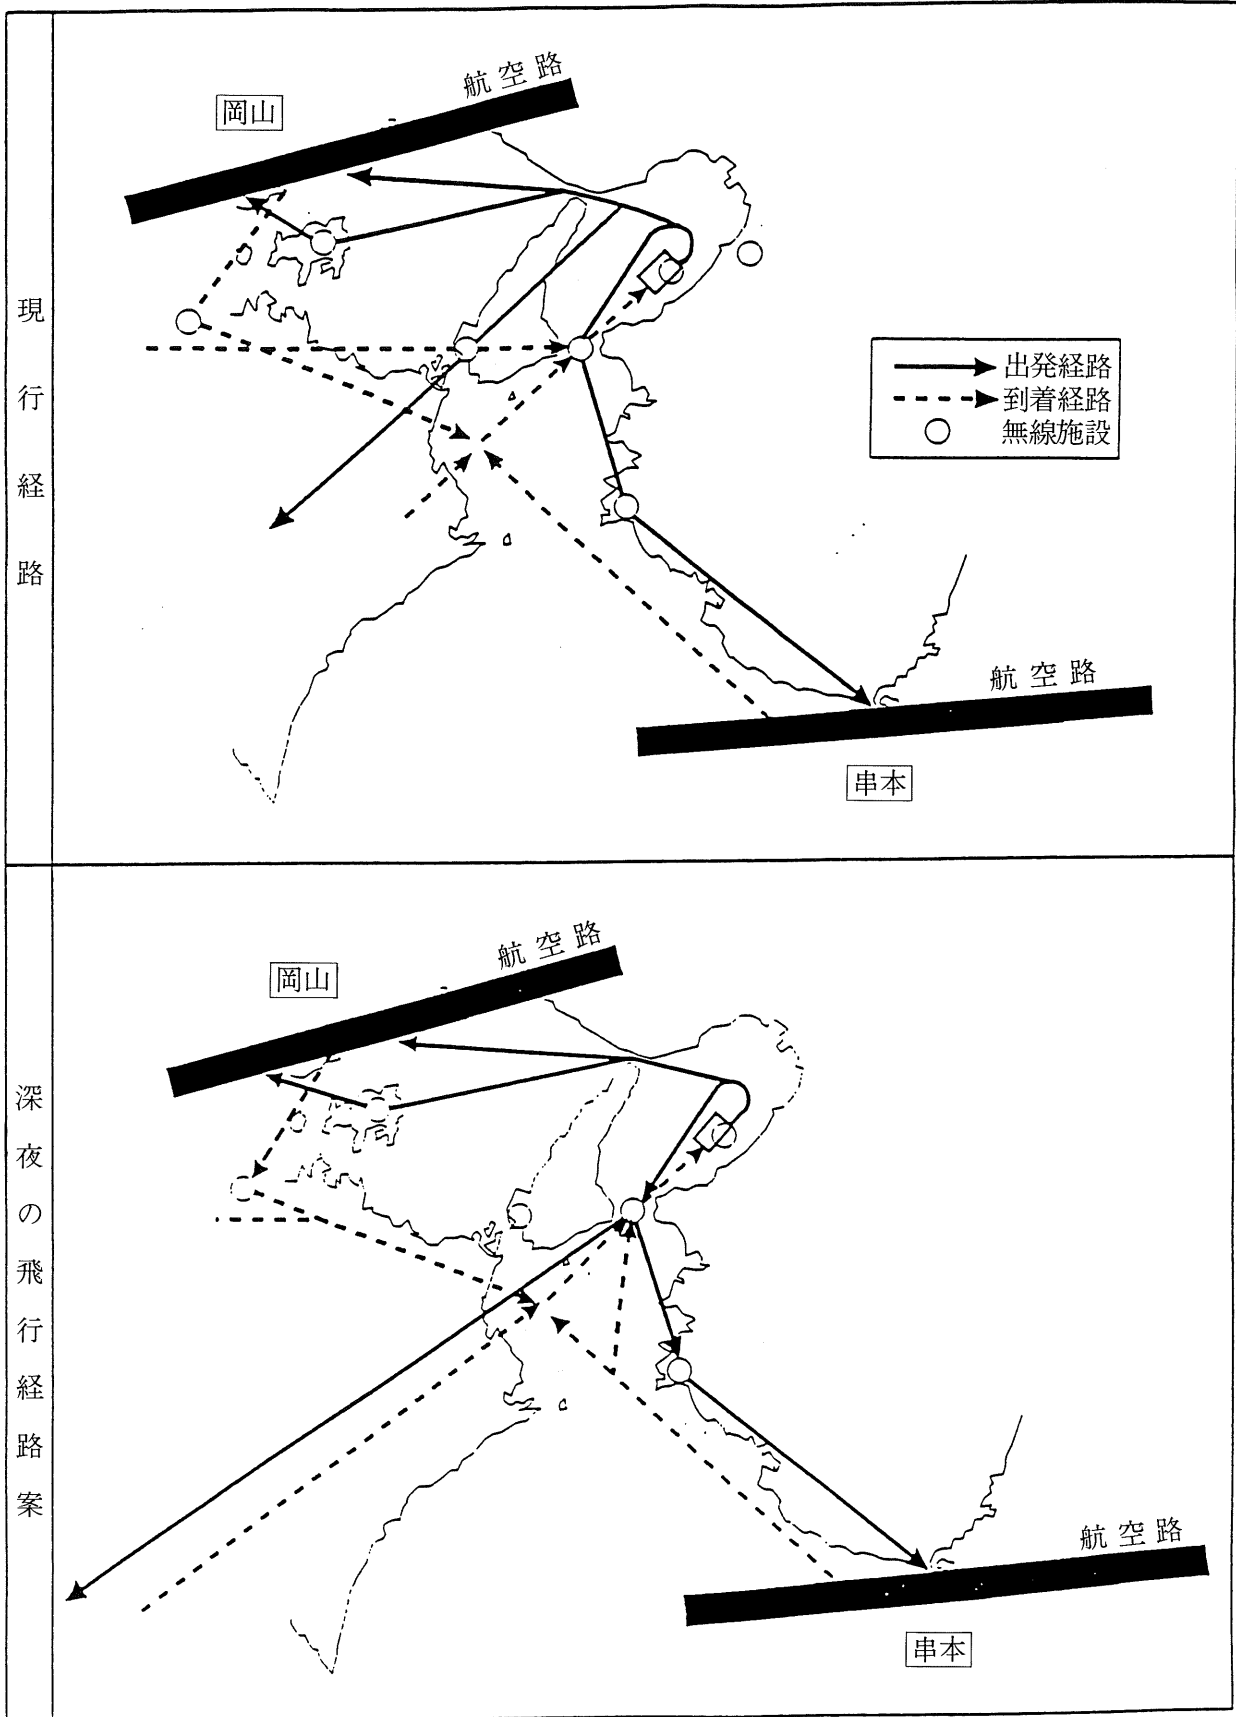 現行経路
航空路
岡山
出発経路
到着経路
無線施設
航空路
串本
深夜の飛行経路案
航空路
岡山
航空路
串本